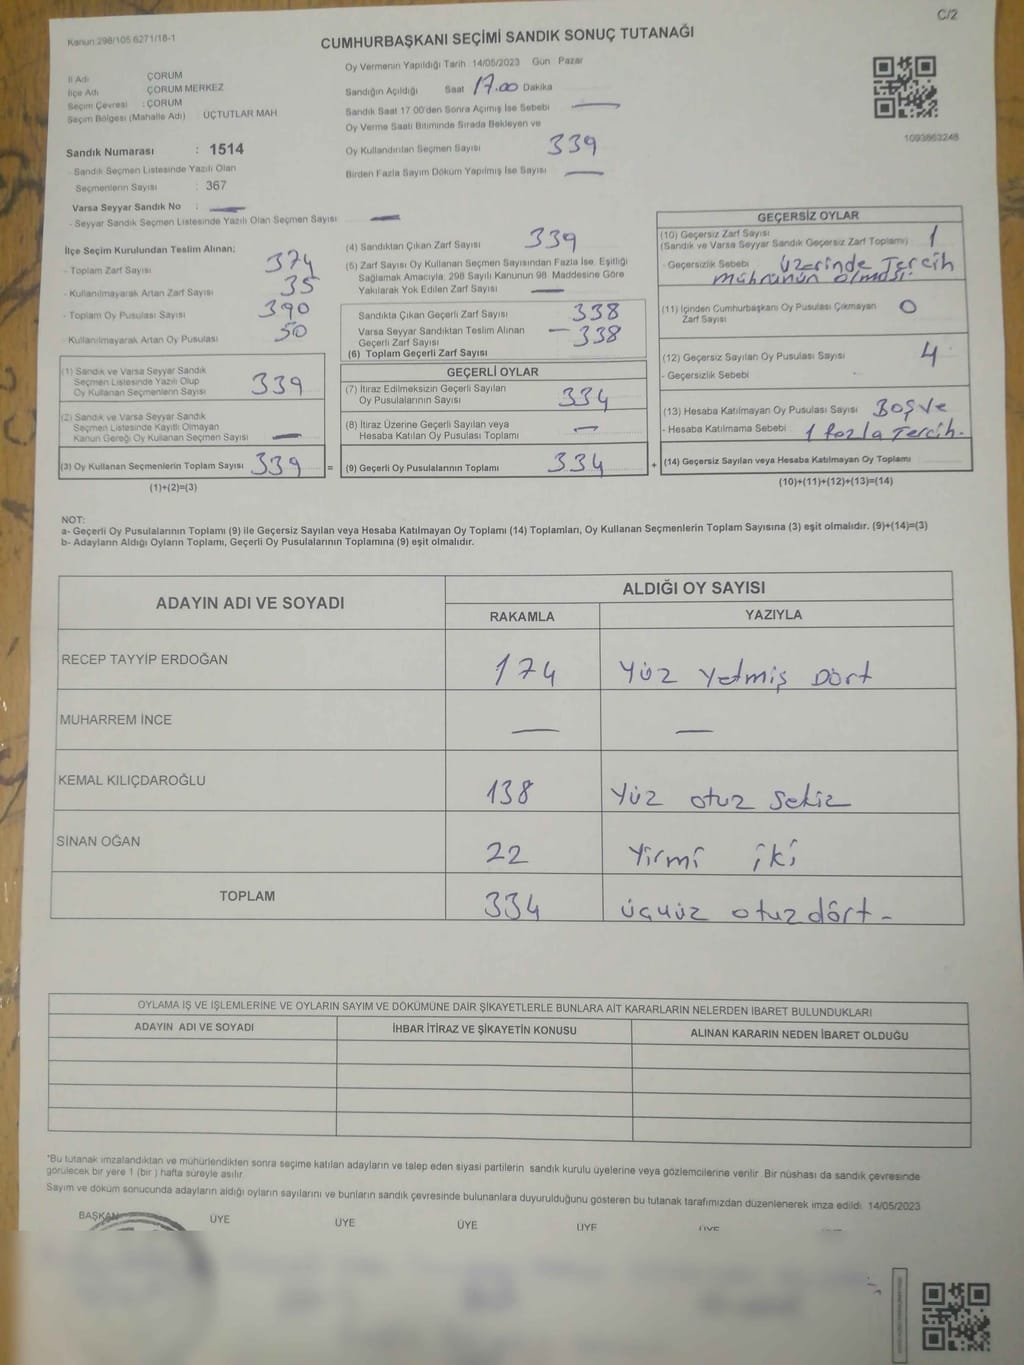 C/2
Kanun:298/105 6271/18-1
CUMHURBAŞKANI SEÇİMİ SANDIK SONUÇ TUTANAĞI
İl Adı ÇORUM
İlçe Adı ÇORUM MERKEZ
Seçim Çevresi : ÇORUM
Seçim Bölgesi (Mahalle Adı) : ÜÇTUTLAR MAH
Sandık Numarası : 1514
- Sandık Seçmen Listesinde Yazılı Olan
Seçmenlerin Sayısı : 367
Varsa Seyyar Sandık No :
- Seyyar Sandık Seçmen Listesinde Yazılı Olan Seçmen Sayısı
Oy Vermenin Yapıldığı Tarih 14/05/2023 Gün : Pazar
Sandığın Açıldığı Saat 17.00 Dakika
Sandık Saat 17.00'den Sonra Açımış İse Sebebi
Oy Verme Saati Bitiminde Sırada Bekleyen ve
Oy Kullandırılan Seçmen Sayısı 339
Birden Fazla Sayım Döküm Yapılmış İse Sayısı
1093863248
İlçe Seçim Kurulundan Teslim Alınan;
- Toplam Zarf Sayısı 374
- Kullanılmayarak Artan Zarf Sayısı 35
- Toplam Oy Pusulası Sayısı 390
- Kullanılmayarak Artan Oy Pusulası 50
(1) Sandık ve Varsa Seyyar Sandık
Seçmen Listesinde Yazılı Olup
Oy Kullanan Seçmenlerin Sayısı 339
(2) Sandık ve Varsa Seyyar Sandık
Seçmen Listesinde Kayıtlı Olmayan
Kanun Gereği Oy Kullanan Seçmen Sayısı
(3) Oy Kullanan Seçmenlerin Toplam Sayısı 339 =
(1)+(2)=(3)
(4) Sandıktan Çıkan Zarf Sayısı 339
(5) Zarf Sayısı Oy Kullanan Seçmen Sayısından Fazla İse, Eşitliği
Sağlamak Amacıyla; 298 Sayılı Kanunun 98. Maddesine Göre
Yakılarak Yok Edilen Zarf Sayısı
Sandıkta Çıkan Geçerli Zarf Sayısı 338
Varsa Seyyar Sandıktan Teslim Alınan
Geçerli Zarf Sayısı
(6) Toplam Geçerli Zarf Sayısı 338
GEÇERLİ OYLAR
(7) İtiraz Edilmeksizin Geçerli Sayılan
Oy Pusulalarının Sayısı 334
(8) İtiraz Üzerine Geçerli Sayılan veya
Hesaba Katılan Oy Pusulası Toplamı
(9) Geçerli Oy Pusulalarının Toplamı 334 +
GEÇERSİZ OYLAR
(10) Geçersiz Zarf Sayısı 1
(Sandık ve Varsa Seyyar Sandık Geçersiz Zarf Toplamı)
- Geçersizlik Sebebi üzerinde Tercih
mührünün olması.
(11) İçinden Cumhurbaşkanı Oy Pusulası Çıkmayan 0
Zarf Sayısı
(12) Geçersiz Sayılan Oy Pusulası Sayısı 4
- Geçersizlik Sebebi
(13) Hesaba Katılmayan Oy Pusulası Sayısı Boş ve
- Hesaba Katılmama Sebebi 1 fazla Tercih.
(14) Geçersiz Sayılan veya Hesaba Katılmayan Oy Toplamı
(10)+(11)+(12)+(13)=(14)
NOT:
a- Geçerli Oy Pusulalarının Toplamı (9) ile Geçersiz Sayılan veya Hesaba Katılmayan Oy Toplamı (14) Toplamları, Oy Kullanan Seçmenlerin Toplam Sayısına (3) eşit olmalıdır. (9)+(14)=(3)
b- Adayların Aldığı Oyların Toplamı, Geçerli Oy Pusulalarının Toplamına (9) eşit olmalıdır.
ADAYIN ADI VE SOYADI ALDIĞI OY SAYISI
RAKAMLA YAZIYLA
RECEP TAYYİP ERDOĞAN 174 Yüz Yetmiş Dört
MUHARREM İNCE — —
KEMAL KILIÇDAROĞLU 138 Yüz otuz sekiz
SİNAN OĞAN 22 Yirmi iki
TOPLAM 334 üçyüz otuzdört -
OYLAMA İŞ VE İŞLEMLERİNE VE OYLARIN SAYIM VE DÖKÜMÜNE DAİR ŞİKAYETLERLE BUNLARA AİT KARARLARIN NELERDEN İBARET BULUNDUKLARI
ADAYIN ADI VE SOYADI İHBAR İTİRAZ VE ŞİKAYETİN KONUSU ALINAN KARARIN NEDEN İBARET OLDUĞU
*Bu tutanak imzalandıktan ve mühürlendikten sonra seçime katılan adayların ve talep eden siyasi partilerin sandık kurulu üyelerine veya gözlemcilerine verilir. Bir nüshası da sandık çevresinde
görülecek bir yere 1 (bir ) hafta süreyle asılır.
Sayım ve döküm sonucunda adayların aldığı oyların sayılarını ve bunların sandık çevresinde bulunanlara duyurulduğunu gösteren bu tutanak tarafımızdan düzenlenerek imza edildi. 14/05/2023
BAŞKAN ÜYE ÜYE ÜYE ÜYE ÜYE